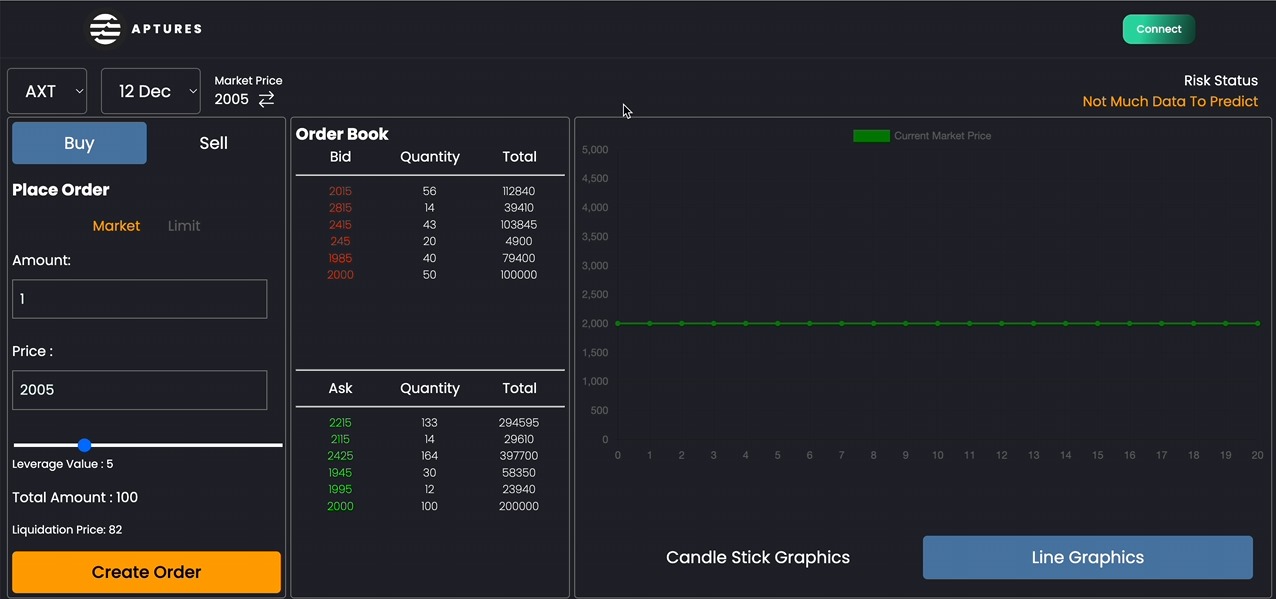 APTURES
Connect
AXT
12 Dec
Market Price
2005
Risk Status
Not Much Data To Predict
Buy
Sell
Place Order
Market
Limit
Amount:
1
Price :
2005
Leverage Value : 5
Total Amount : 100
Liquidation Price: 82
Create Order
Order Book
Bid Quantity Total
2015 56 112840
2815 14 39410
2415 43 103845
245 20 4900
1985 40 79400
2000 50 100000
Ask Quantity Total
2215 133 294595
2115 14 29610
2425 164 397700
1945 30 58350
1995 12 23940
2000 100 200000
Current Market Price
5,000
4,500
4,000
3,500
3,000
2,500
2,000
1,500
1,000
500
0
0 1 2 3 4 5 6 7 8 9 10 11 12 13 14 15 16 17 18 19 20
Candle Stick Graphics
Line Graphics